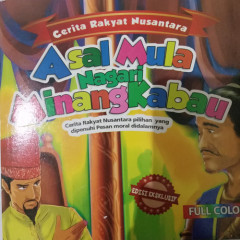 Cerita Rakyat Nusantara
Asal Mula
Nagari
Minangkabau
Cerita Rakyat Nusantara pilihan yang
dipenuhi Pesan moral didalamnya
EDISI EKSKLUSIF
FULL COLO